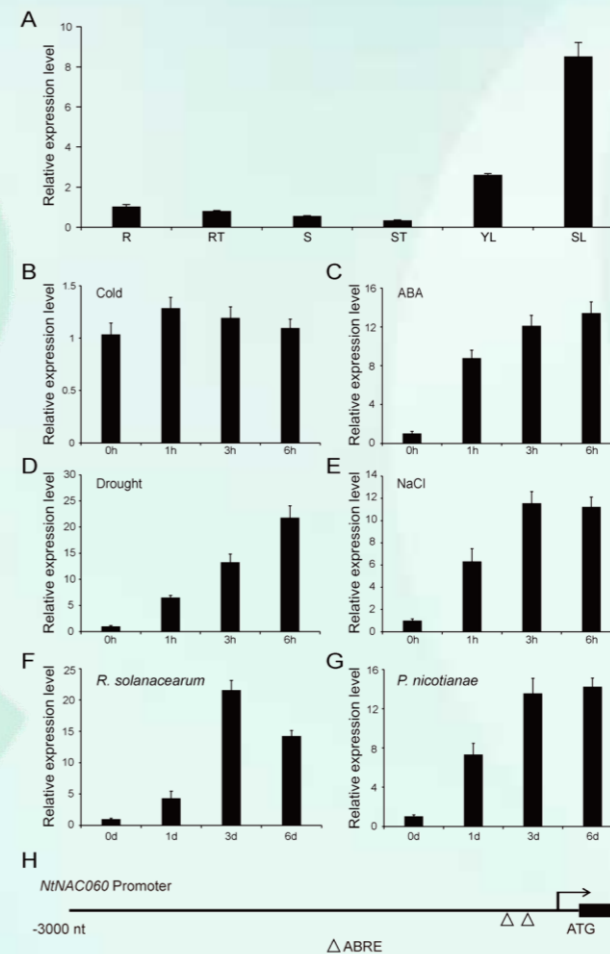 A
Relative expression level
10
8
6
4
2
0
R RT S ST YL SL
B
Cold
Relative expression level
1.5
1
0.5
0
0h 1h 3h 6h
C
ABA
Relative expression level
16
12
8
4
0
0h 1h 3h 6h
D
Drought
Relative expression level
30
25
20
15
10
5
0
0h 1h 3h 6h
E
NaCl
Relative expression level
14
12
10
8
6
4
2
0
0h 1h 3h 6h
F
R. solanacearum
Relative expression level
25
20
15
10
5
0
0d 1d 3d 6d
G
P. nicotianae
Relative expression level
16
12
8
4
0
0d 1d 3d 6d
H
NtNAC060 Promoter
-3000 nt
ATG
△ ABRE